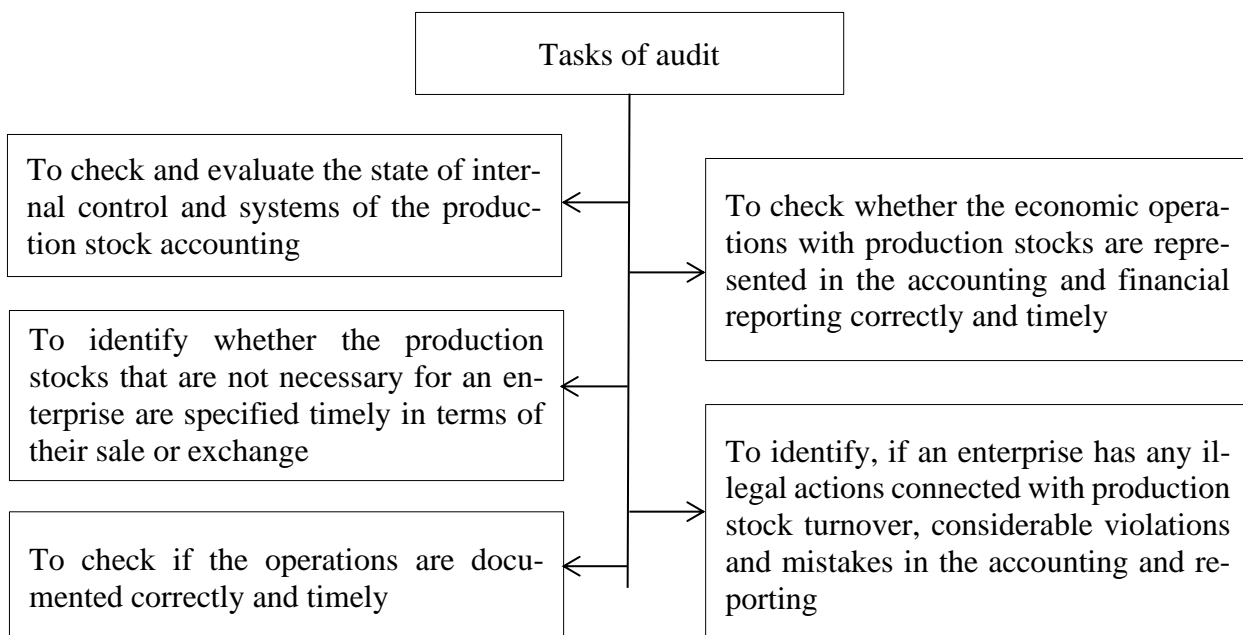 Tasks of audit
To check and evaluate the state of inter-
nal control and systems of the produc-
tion stock accounting
To check whether the economic opera-
tions with production stocks are repre-
sented in the accounting and financial
reporting correctly and timely
To identify whether the production
stocks that are not necessary for an en-
terprise are specified timely in terms of
their sale or exchange
To identify, if an enterprise has any il-
legal actions connected with production
stock turnover, considerable violations
and mistakes in the accounting and re-
porting
To check if the operations are docu-
mented correctly and timely